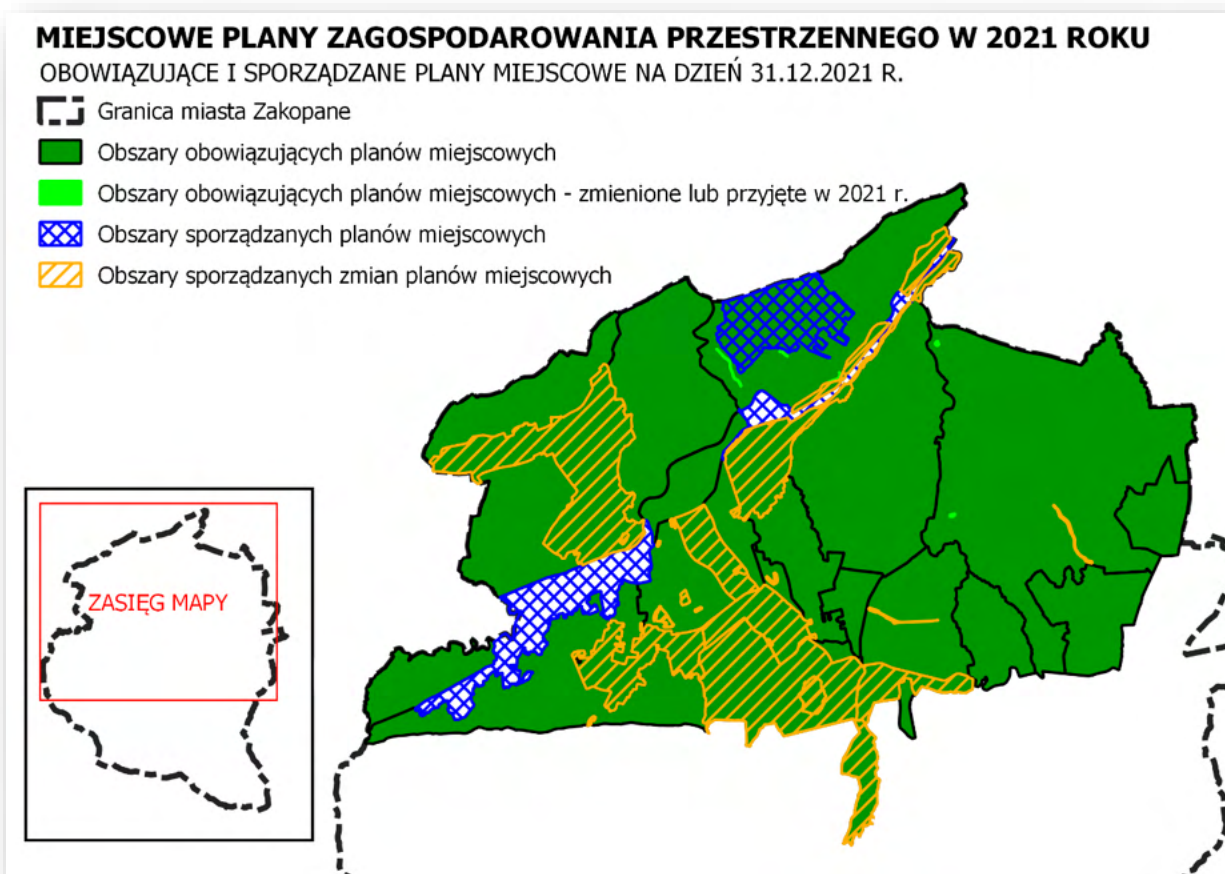 MIEJSCOWE PLANY ZAGOSPODAROWANIA PRZESTRZENNEGO W 2021 ROKU
OBOWIĄZUJĄCE I SPORZĄDZANE PLANY MIEJSCOWE NA DZIEŃ 31.12.2021 R.
Granica miasta Zakopane
Obszary obowiązujących planów miejscowych
Obszary obowiązujących planów miejscowych - zmienione lub przyjęte w 2021 r.
Obszary sporządzanych planów miejscowych
Obszary sporządzanych zmian planów miejscowych
ZASIĘG MAPY